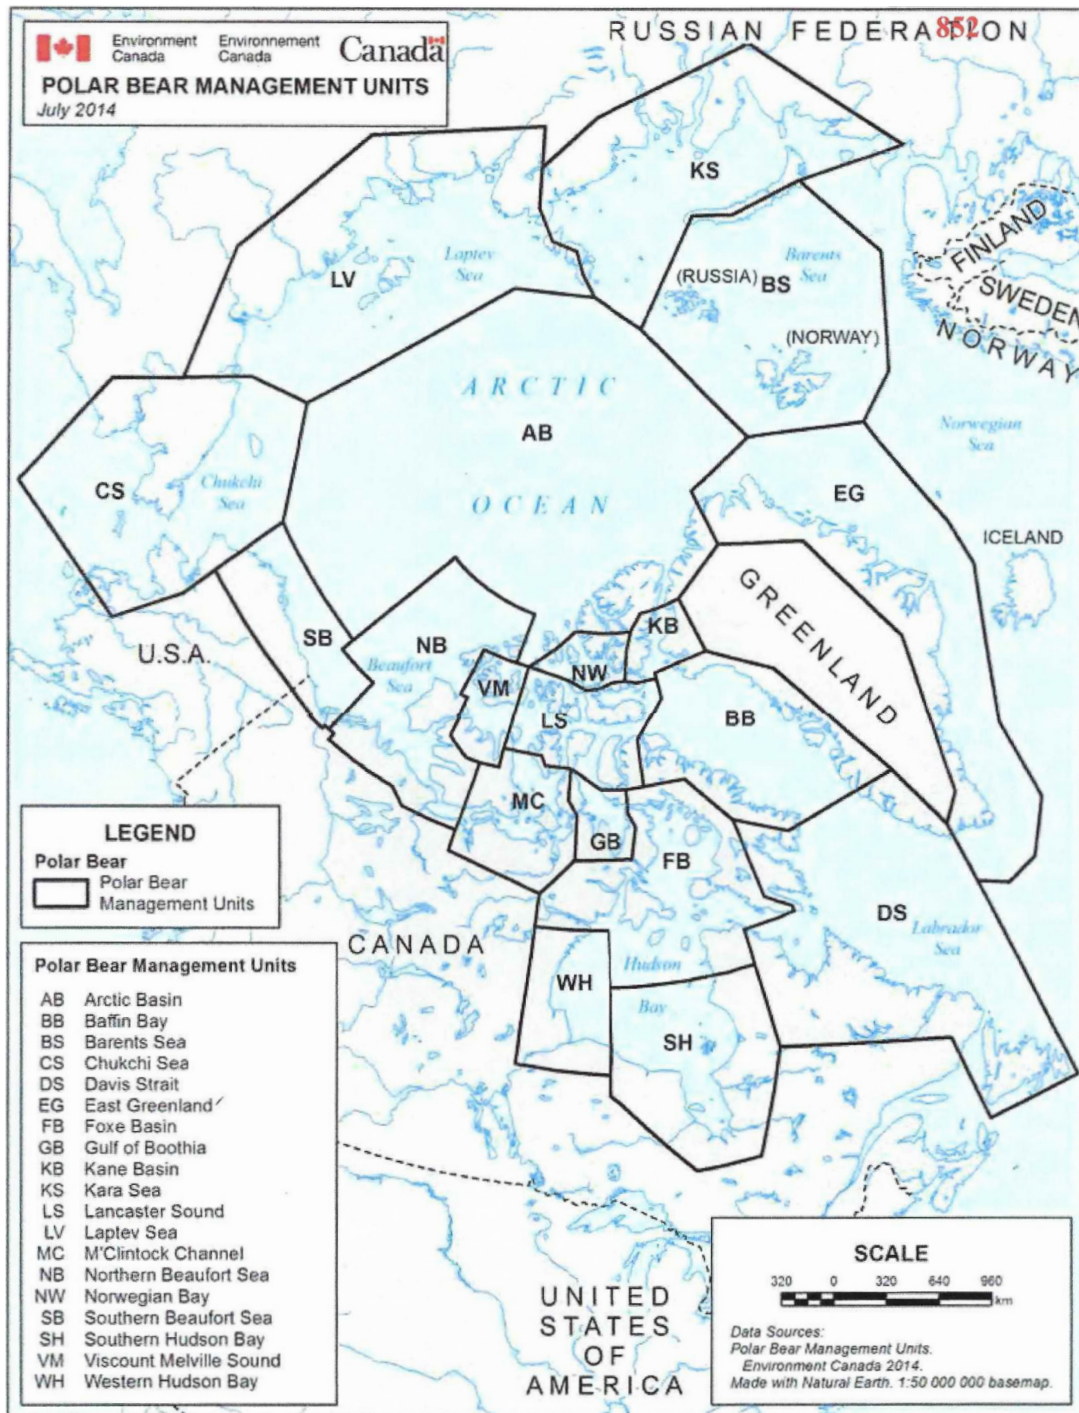 Environment Canada
Environnement Canada
Canada
POLAR BEAR MANAGEMENT UNITS
July 2014
RUSSIAN FEDERATION
852
KS
Laptev Sea
LV
Barents Sea
(RUSSIA) BS
(NORWAY)
FINLAND
SWEDEN
NORWAY
ARCTIC
AB
OCEAN
Norwegian Sea
CS
Chukchi Sea
EG
ICELAND
GREENLAND
U.S.A.
SB
NB
Beaufort Sea
KB
NW
VM
LS
BB
MC
GB
FB
DS
Labrador Sea
CANADA
WH
Hudson
Bay
SH
LEGEND
Polar Bear
Polar Bear
Management Units
Polar Bear Management Units
AB Arctic Basin
BB Baffin Bay
BS Barents Sea
CS Chukchi Sea
DS Davis Strait
EG East Greenland
FB Foxe Basin
GB Gulf of Boothia
KB Kane Basin
KS Kara Sea
LS Lancaster Sound
LV Laptev Sea
MC M'Clintock Channel
NB Northern Beaufort Sea
NW Norwegian Bay
SB Southern Beaufort Sea
SH Southern Hudson Bay
VM Viscount Melville Sound
WH Western Hudson Bay
UNITED
STATES
OF
AMERICA
SCALE
320 0 320 640 960
km
Data Sources:
Polar Bear Management Units.
Environment Canada 2014.
Made with Natural Earth. 1:50 000 000 basemap.